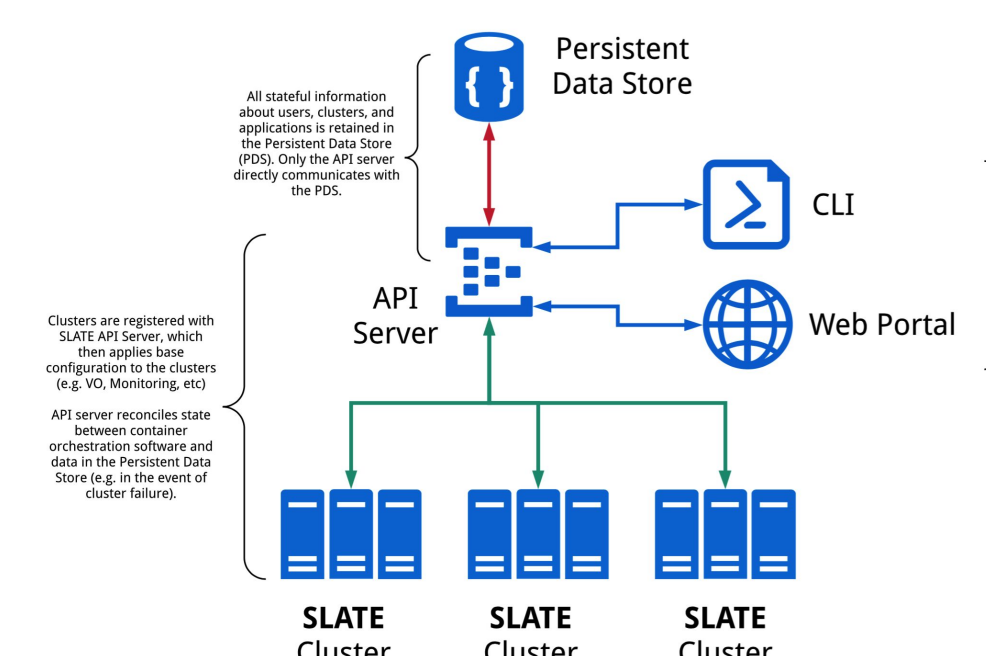 Persistent
Data Store
All stateful information
about users, clusters, and
applications is retained in
the Persistent Data Store
(PDS). Only the API server
directly communicates with
the PDS.
{ }
CLI
API
Server
Web Portal
Clusters are registered with
SLATE API Server, which
then applies base
configuration to the clusters
(e.g. VO, Monitoring, etc)
API server reconciles state
between container
orchestration software and
data in the Persistent Data
Store (e.g. in the event of
cluster failure).
SLATE
Cluster
SLATE
Cluster
SLATE
Cluster